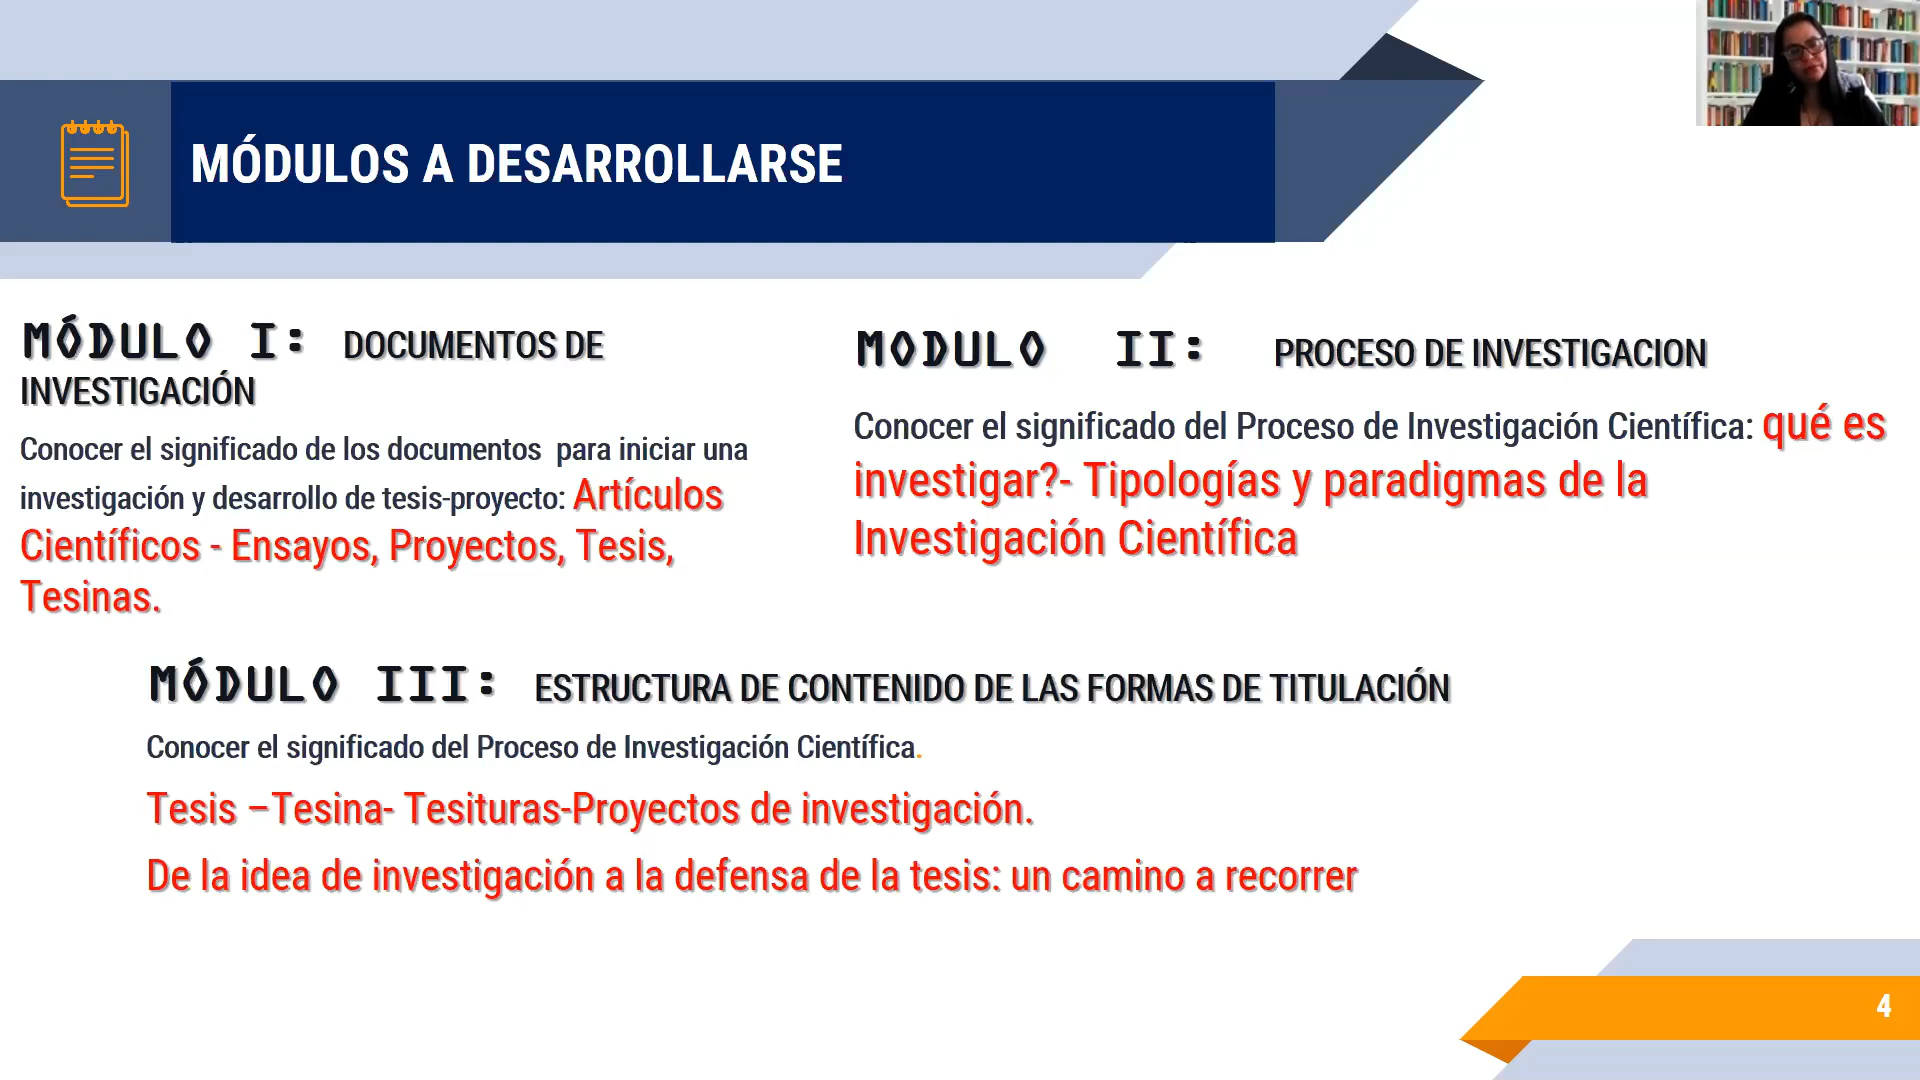 MÓDULOS A DESARROLLARSE
MÓDULO I: DOCUMENTOS DE
INVESTIGACIÓN
Conocer el significado de los documentos para iniciar una
investigación y desarrollo de tesis-proyecto: Artículos
Científicos - Ensayos, Proyectos, Tesis,
Tesinas.
MODULO II: PROCESO DE INVESTIGACION
Conocer el significado del Proceso de Investigación Científica: qué es
investigar?- Tipologías y paradigmas de la
Investigación Científica
MÓDULO III: ESTRUCTURA DE CONTENIDO DE LAS FORMAS DE TITULACIÓN
Conocer el significado del Proceso de Investigación Científica.
Tesis –Tesina- Tesituras-Proyectos de investigación.
De la idea de investigación a la defensa de la tesis: un camino a recorrer
4